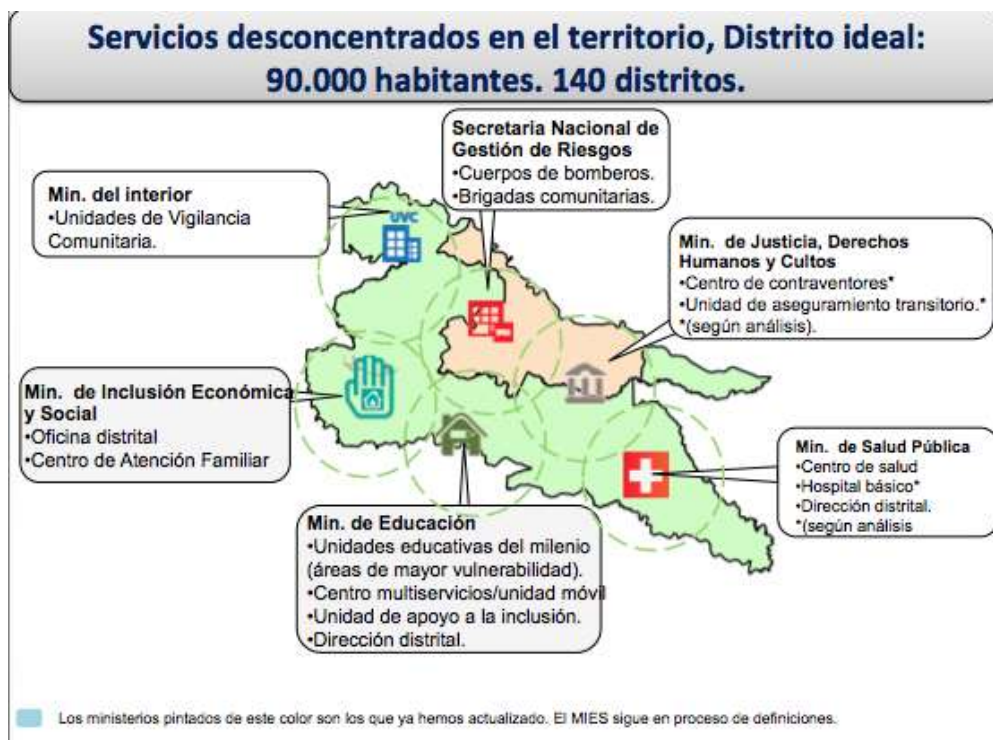 Servicios desconcentrados en el territorio, Distrito ideal:
90.000 habitantes. 140 distritos.
Secretaria Nacional de
Gestión de Riesgos
•Cuerpos de bomberos.
•Brigadas comunitarias.
Min. del interior
•Unidades de Vigilancia
Comunitaria.
UVC
Min. de Justicia, Derechos
Humanos y Cultos
•Centro de contraventores*
•Unidad de aseguramiento transitorio.*
*(según análisis).
Min. de Inclusión Económica
y Social
•Oficina distrital
•Centro de Atención Familiar
Min. de Salud Pública
•Centro de salud
•Hospital básico*
•Dirección distrital.
*(según análisis
Min. de Educación
•Unidades educativas del milenio
(áreas de mayor vulnerabilidad).
•Centro multiservicios/unidad móvil
•Unidad de apoyo a la inclusión.
•Dirección distrital.
Los ministerios pintados de este color son los que ya hemos actualizado. El MIES sigue en proceso de definiciones.